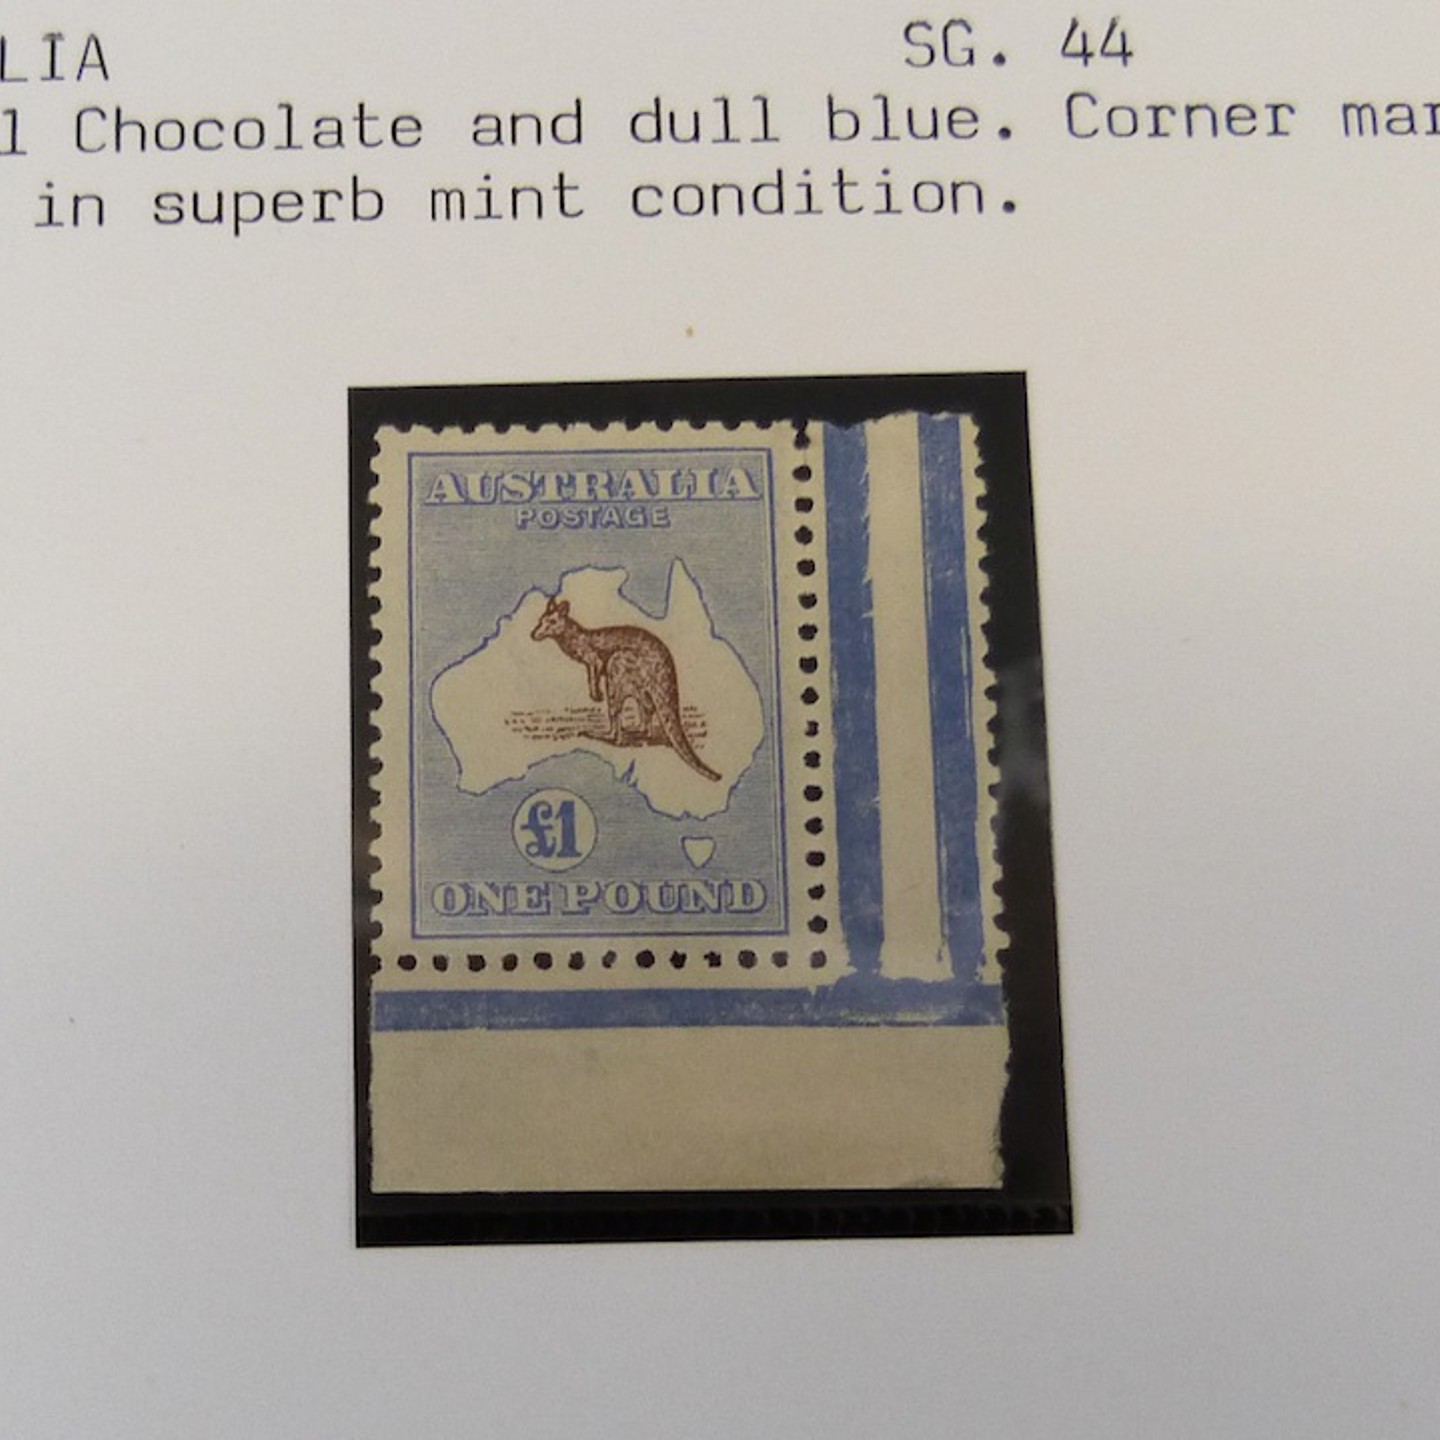 LIA SG. 44
1 Chocolate and dull blue. Corner mar
in superb mint condition.
AUSTRALIA
POSTAGE
£1
ONE POUND